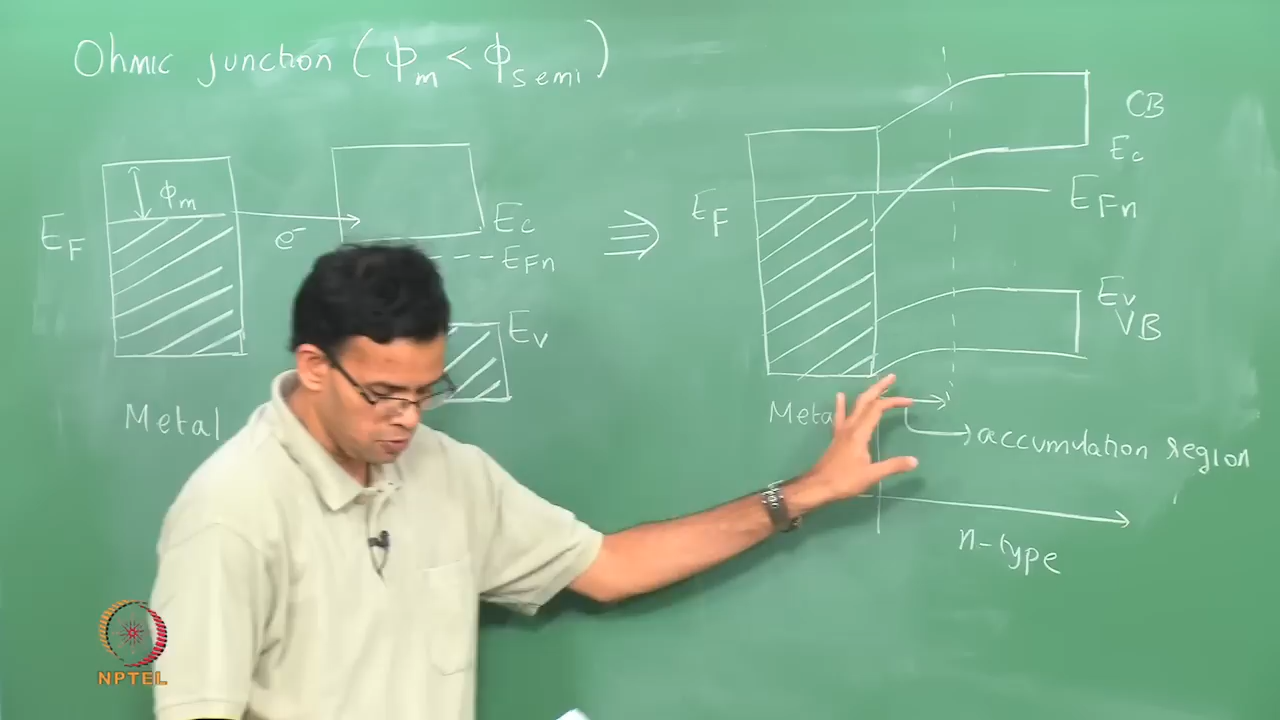 Ohmic junction (ϕm < ϕsemi)
ϕm
EF
e-
Ec
EFn
Ev
Metal
CB
Ec
EF
EFn
Ev
VB
accumulation region
n-type
NPTEL